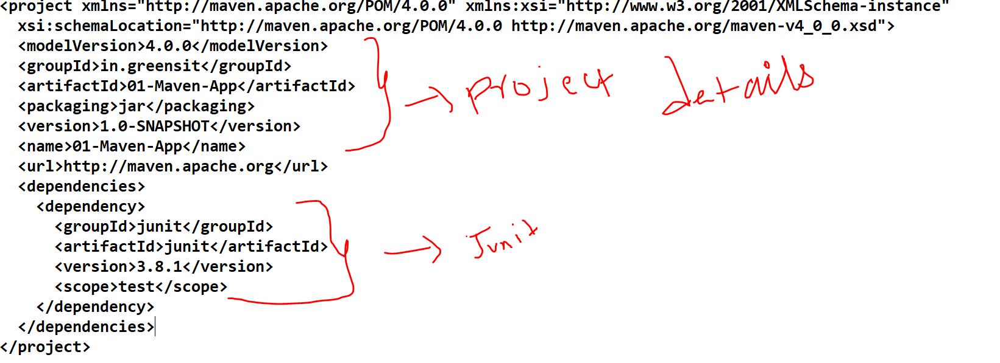 <project xmlns="http://maven.apache.org/POM/4.0.0" xmlns:xsi="http://www.w3.org/2001/XMLSchema-instance"
  xsi:schemaLocation="http://maven.apache.org/POM/4.0.0 http://maven.apache.org/maven-v4_0_0.xsd">
  <modelVersion>4.0.0</modelVersion>
  <groupId>in.greensit</groupId>
  <artifactId>01-Maven-App</artifactId>
  <packaging>jar</packaging>
  <version>1.0-SNAPSHOT</version>
  <name>01-Maven-App</name>
  <url>http://maven.apache.org</url>
  <dependencies>
    <dependency>
      <groupId>junit</groupId>
      <artifactId>junit</artifactId>
      <version>3.8.1</version>
      <scope>test</scope>
    </dependency>
  </dependencies>
</project>
Project Details
Junit